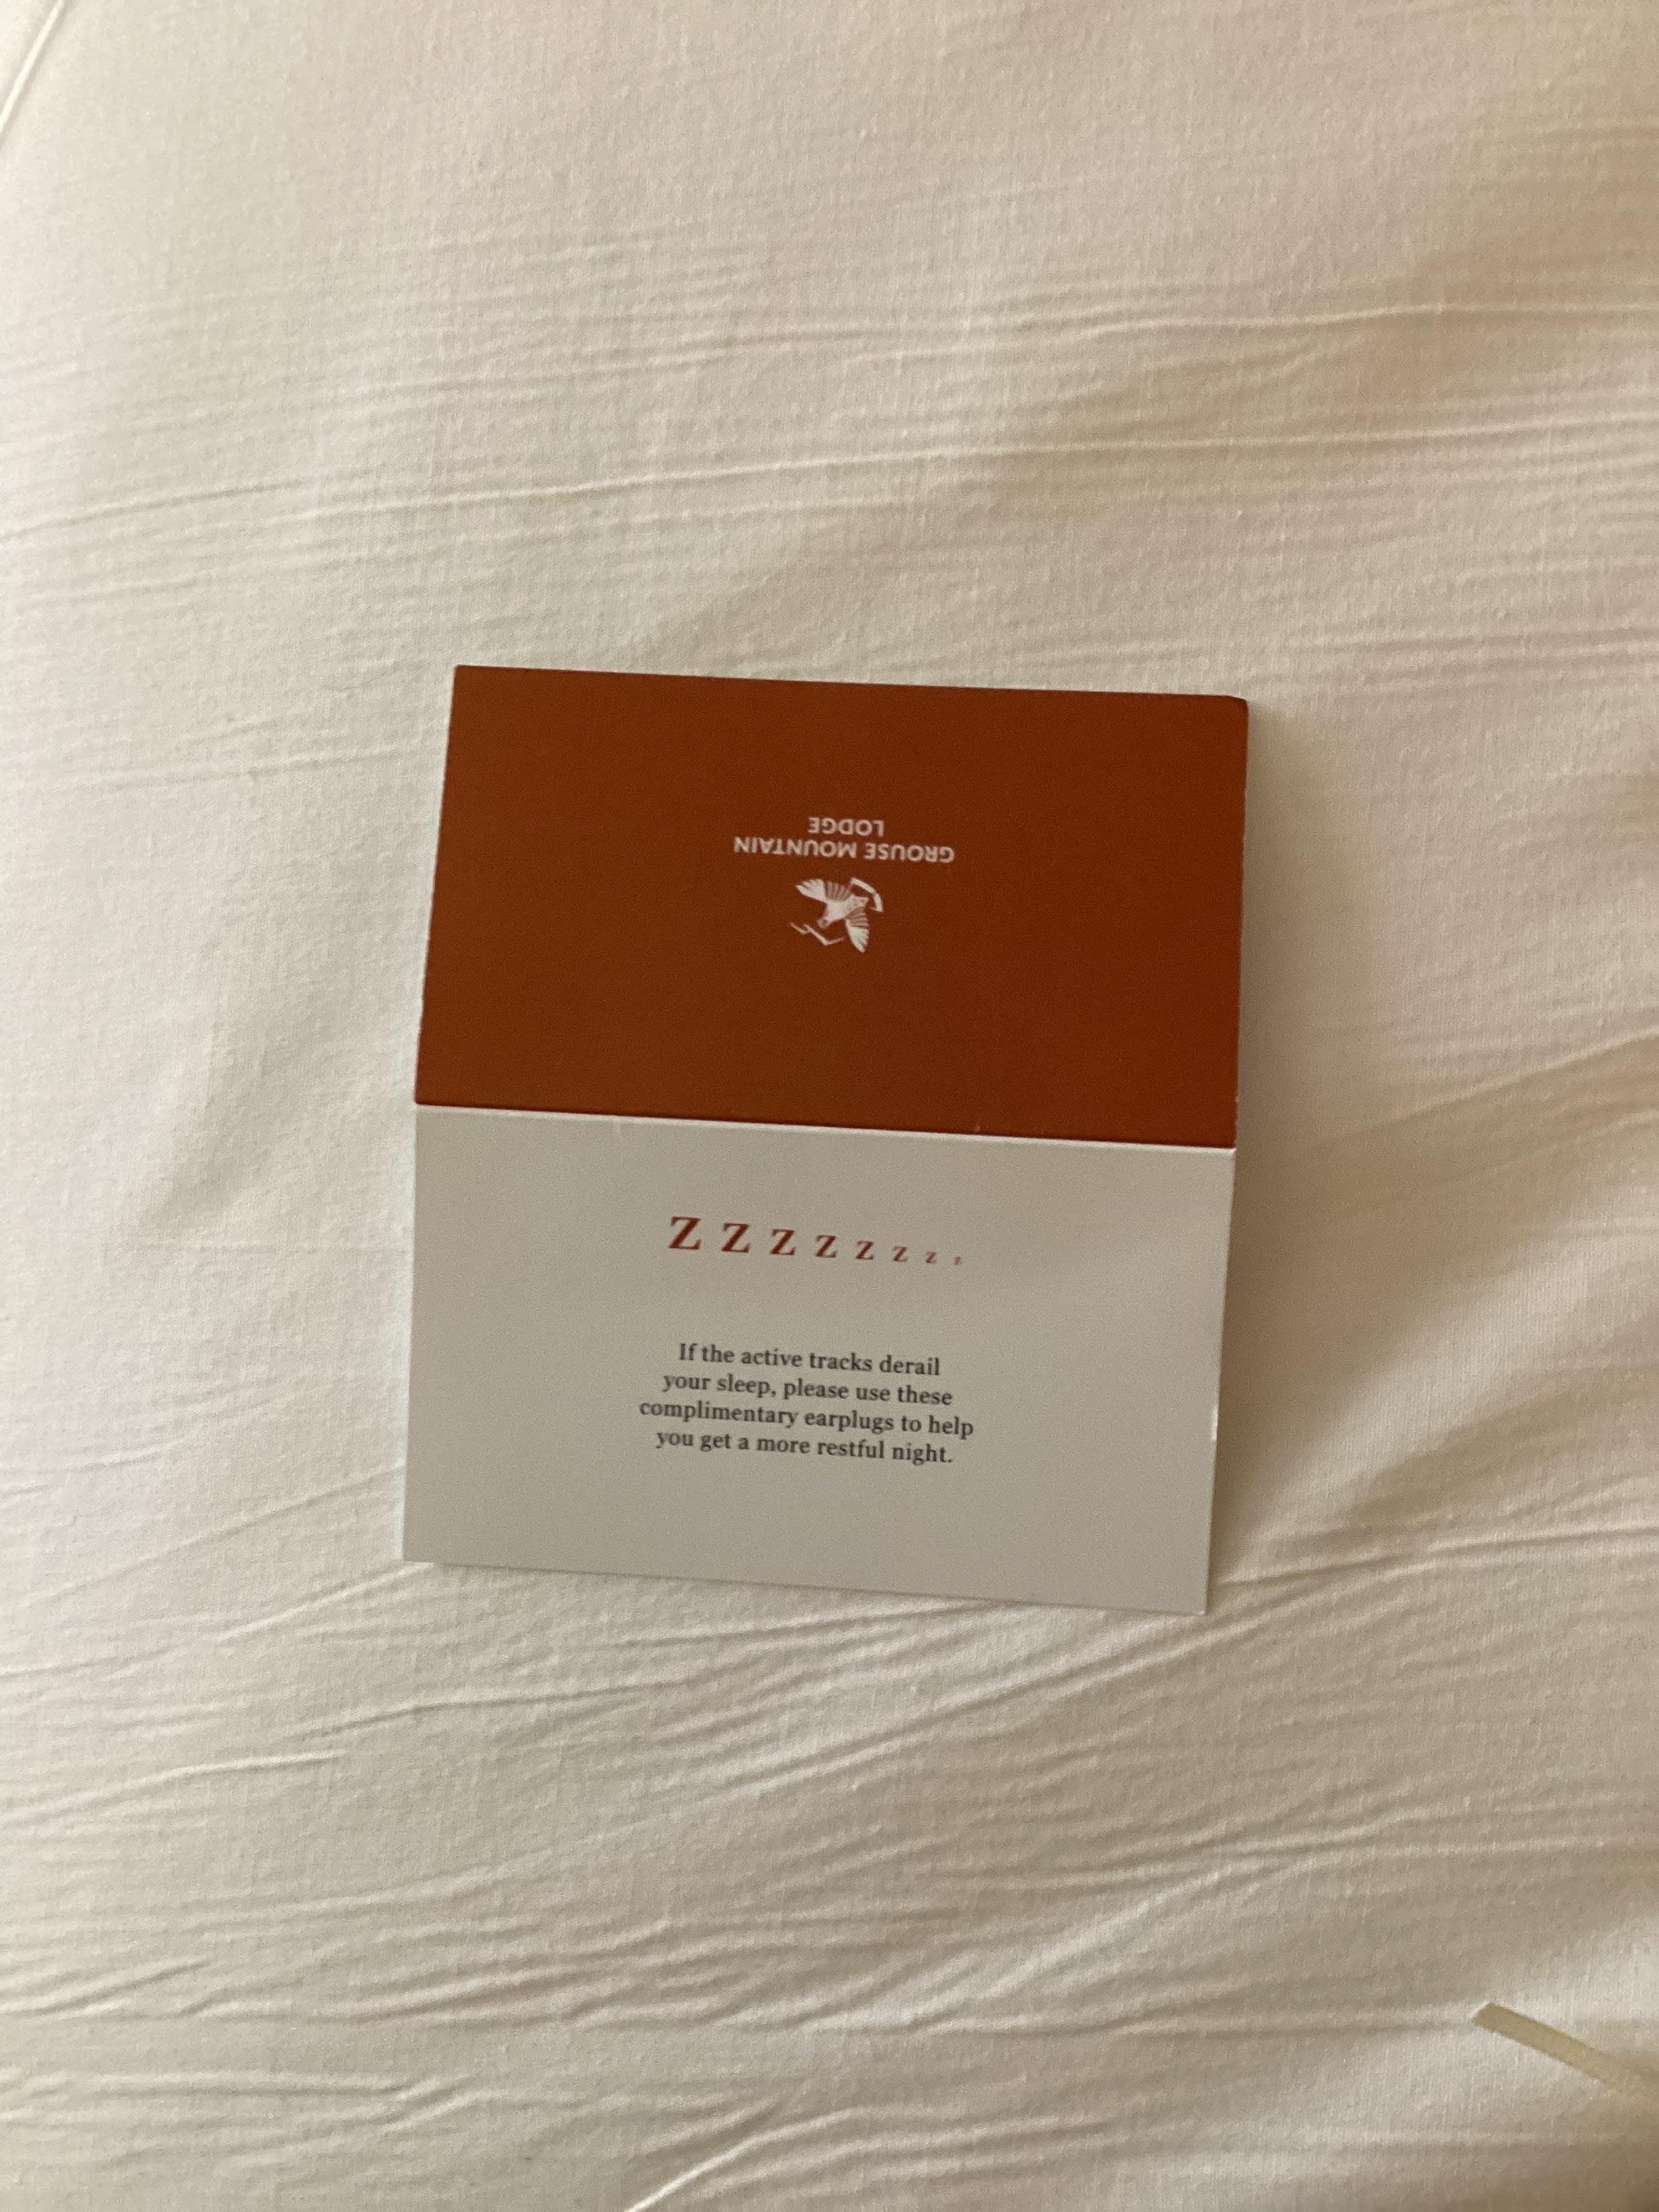 GROUSE MOUNTAIN
LODGE
Z Z Z Z Z Z Z Z
If the active tracks derail
your sleep, please use these
complimentary earplugs to help
you get a more restful night.